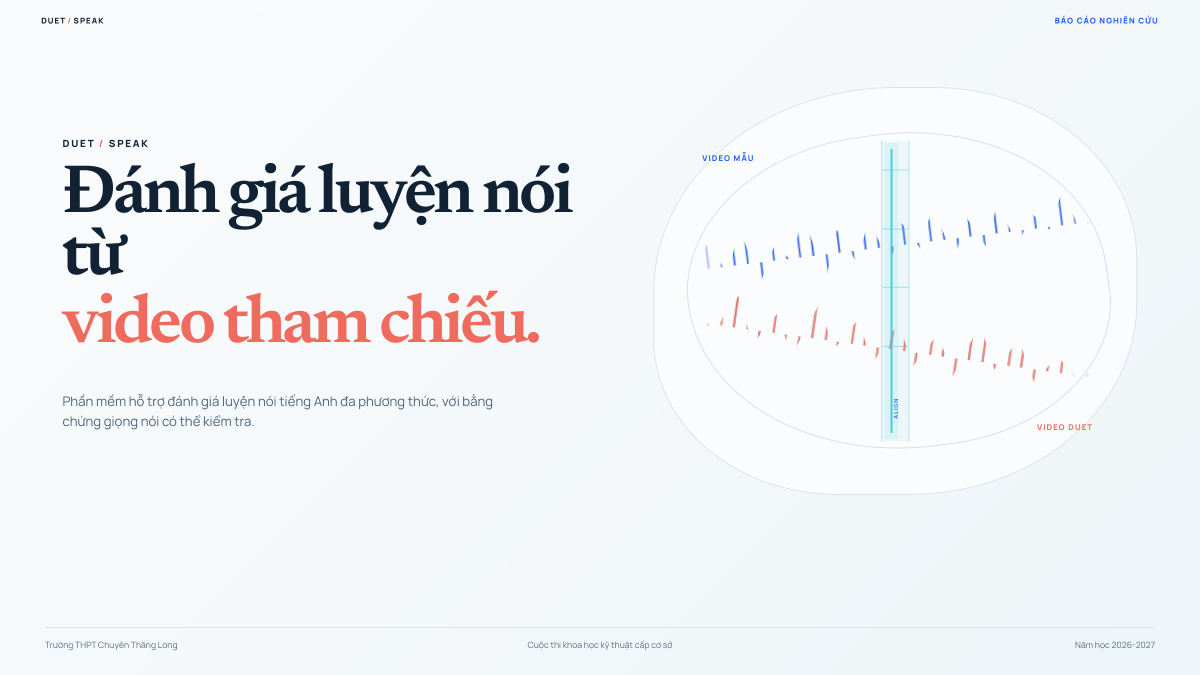 DUET / SPEAK
BÁO CÁO NGHIÊN CỨU
DUET / SPEAK
Đánh giá luyện nói
từ
video tham chiếu.
Phần mềm hỗ trợ đánh giá luyện nói tiếng Anh đa phương thức, với bằng
chứng giọng nói có thể kiểm tra.
VIDEO MẪU
ALIGN
VIDEO DUET
Trường THPT Chuyên Thăng Long
Cuộc thi khoa học kỹ thuật cấp cơ sở
Năm học 2026-2027